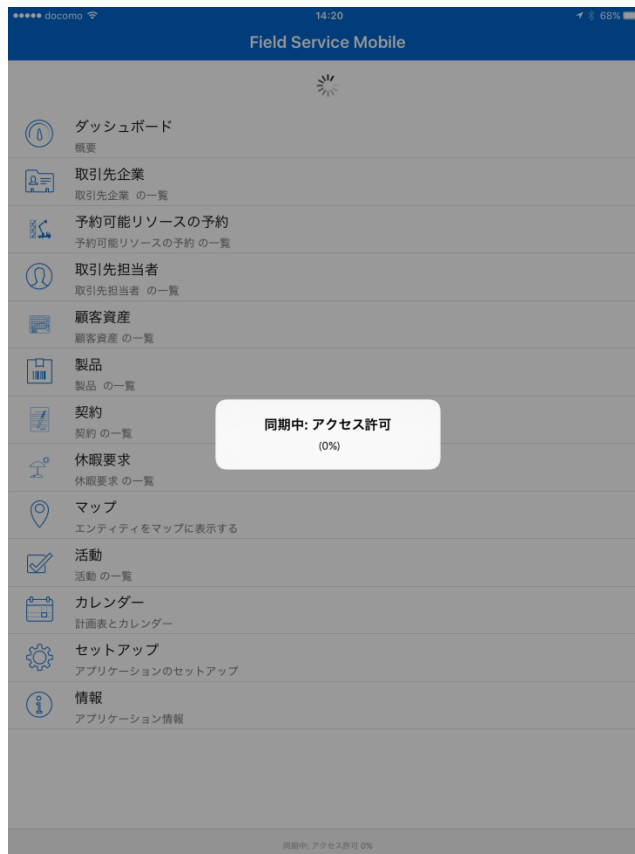 docomo 14:20 68%
Field Service Mobile
ダッシュボード
概要
取引先企業
取引先企業 の一覧
予約可能リソースの予約
予約可能リソースの予約 の一覧
取引先担当者
取引先担当者 の一覧
顧客資産
顧客資産 の一覧
製品
製品 の一覧
契約
契約 の一覧
同期中: アクセス許可
(0%)
休暇要求
休暇要求 の一覧
マップ
エンティティをマップに表示する
活動
活動 の一覧
カレンダー
計画表とカレンダー
セットアップ
アプリケーションのセットアップ
情報
アプリケーション情報
同期中: アクセス許可 0%